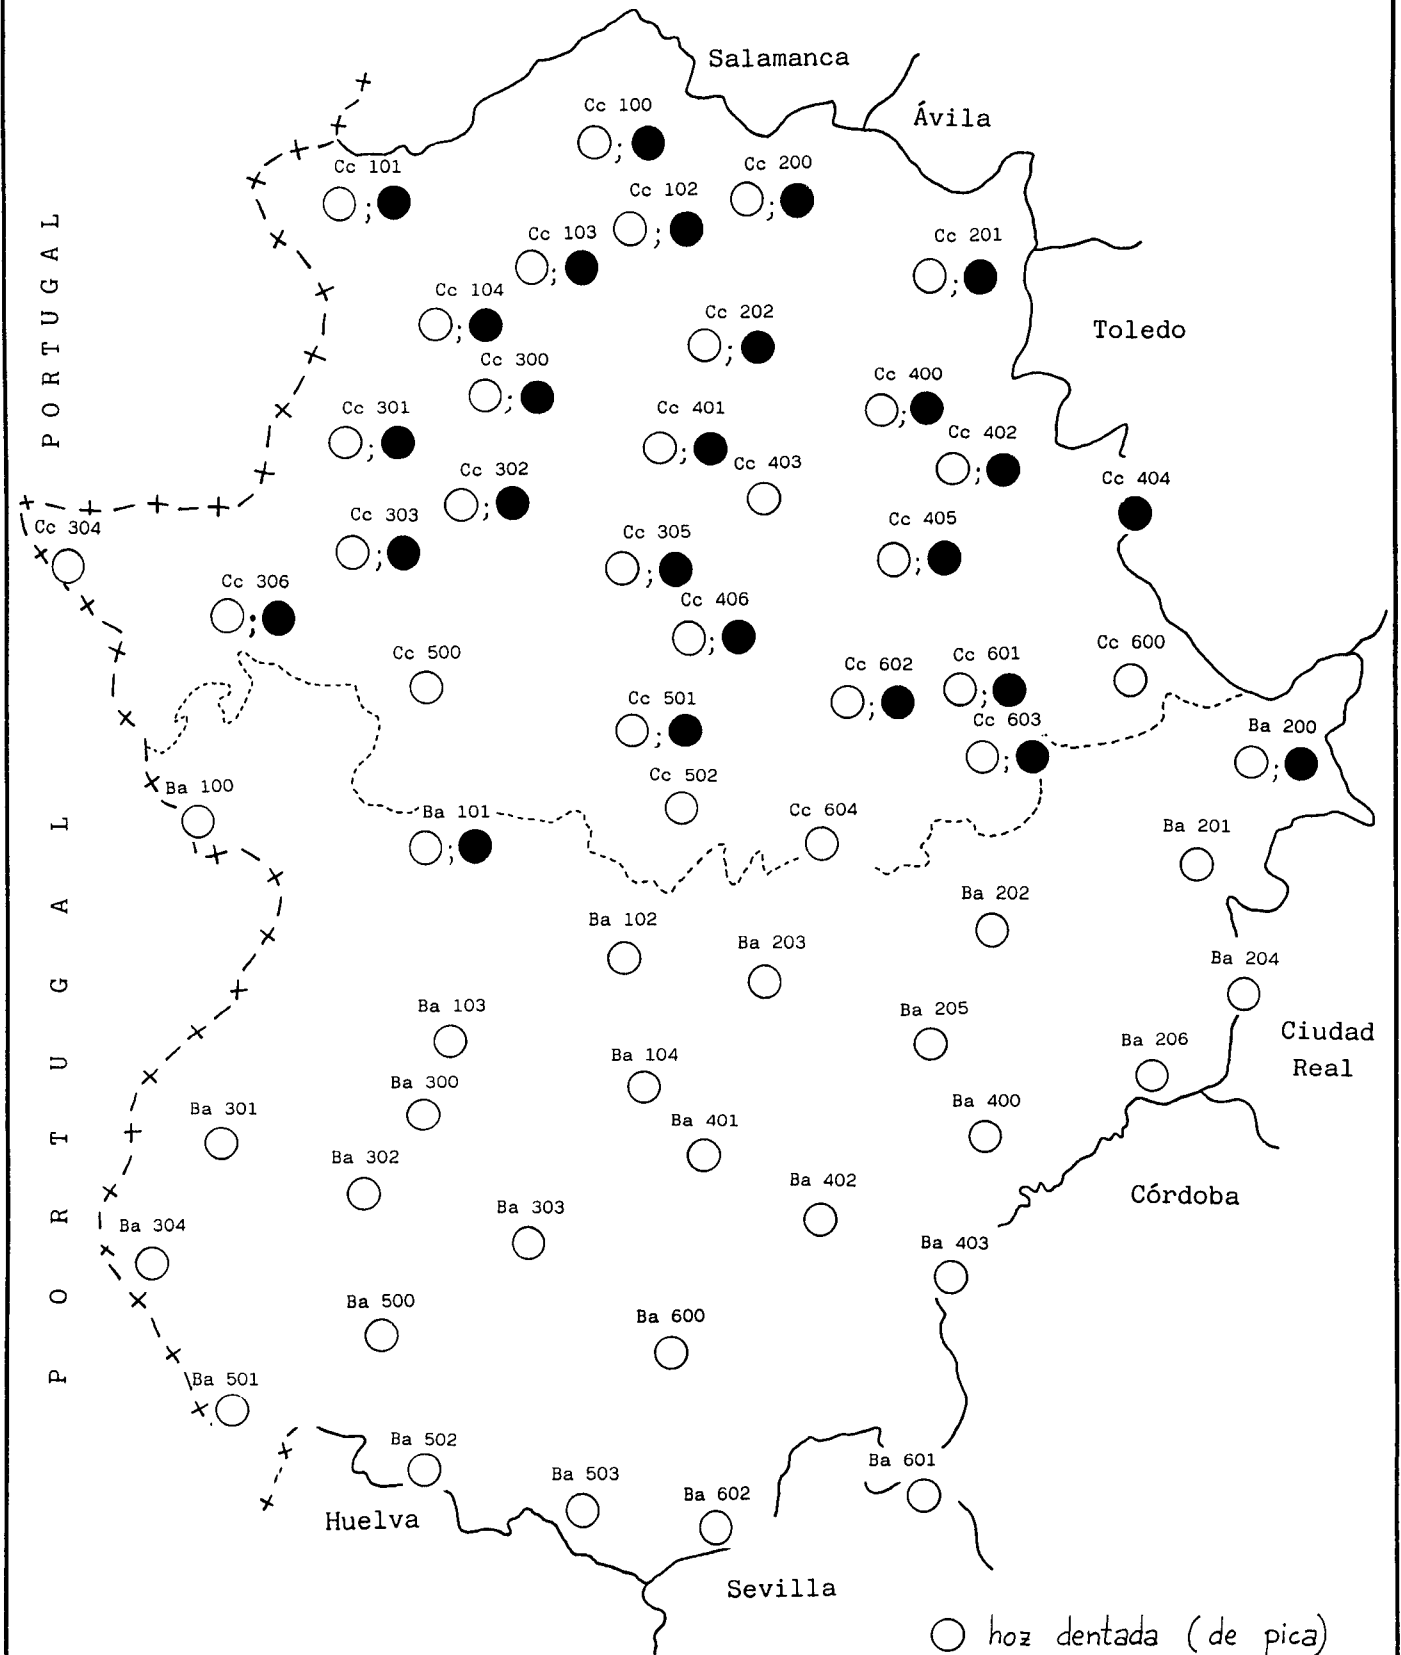 Salamanca
Cc 100
Ávila
Cc 101
Cc 200
Cc 102
Cc 103
Cc 201
Cc 104
Cc 202
Toledo
Cc 300
Cc 400
Cc 301
Cc 401
Cc 402
Cc 403
Cc 302
Cc 404
Cc 303
Cc 405
Cc 304
Cc 305
Cc 306
Cc 406
Cc 500
Cc 602
Cc 601
Cc 600
Cc 501
Cc 603
Ba 200
PORTUGAL
Cc 502
Ba 100
Ba 101
Cc 604
Ba 201
Ba 202
Ba 102
Ba 203
Ba 204
Ba 103
Ba 205
Ciudad
Real
Ba 206
Ba 104
Ba 300
Ba 400
Ba 301
Ba 401
Ba 302
Ba 402
Córdoba
Ba 303
Ba 304
Ba 403
Ba 500
Ba 600
PORTUGAL
Ba 501
Ba 502
Ba 601
Ba 503
Ba 602
Huelva
Sevilla
hoz dentada (de pica)